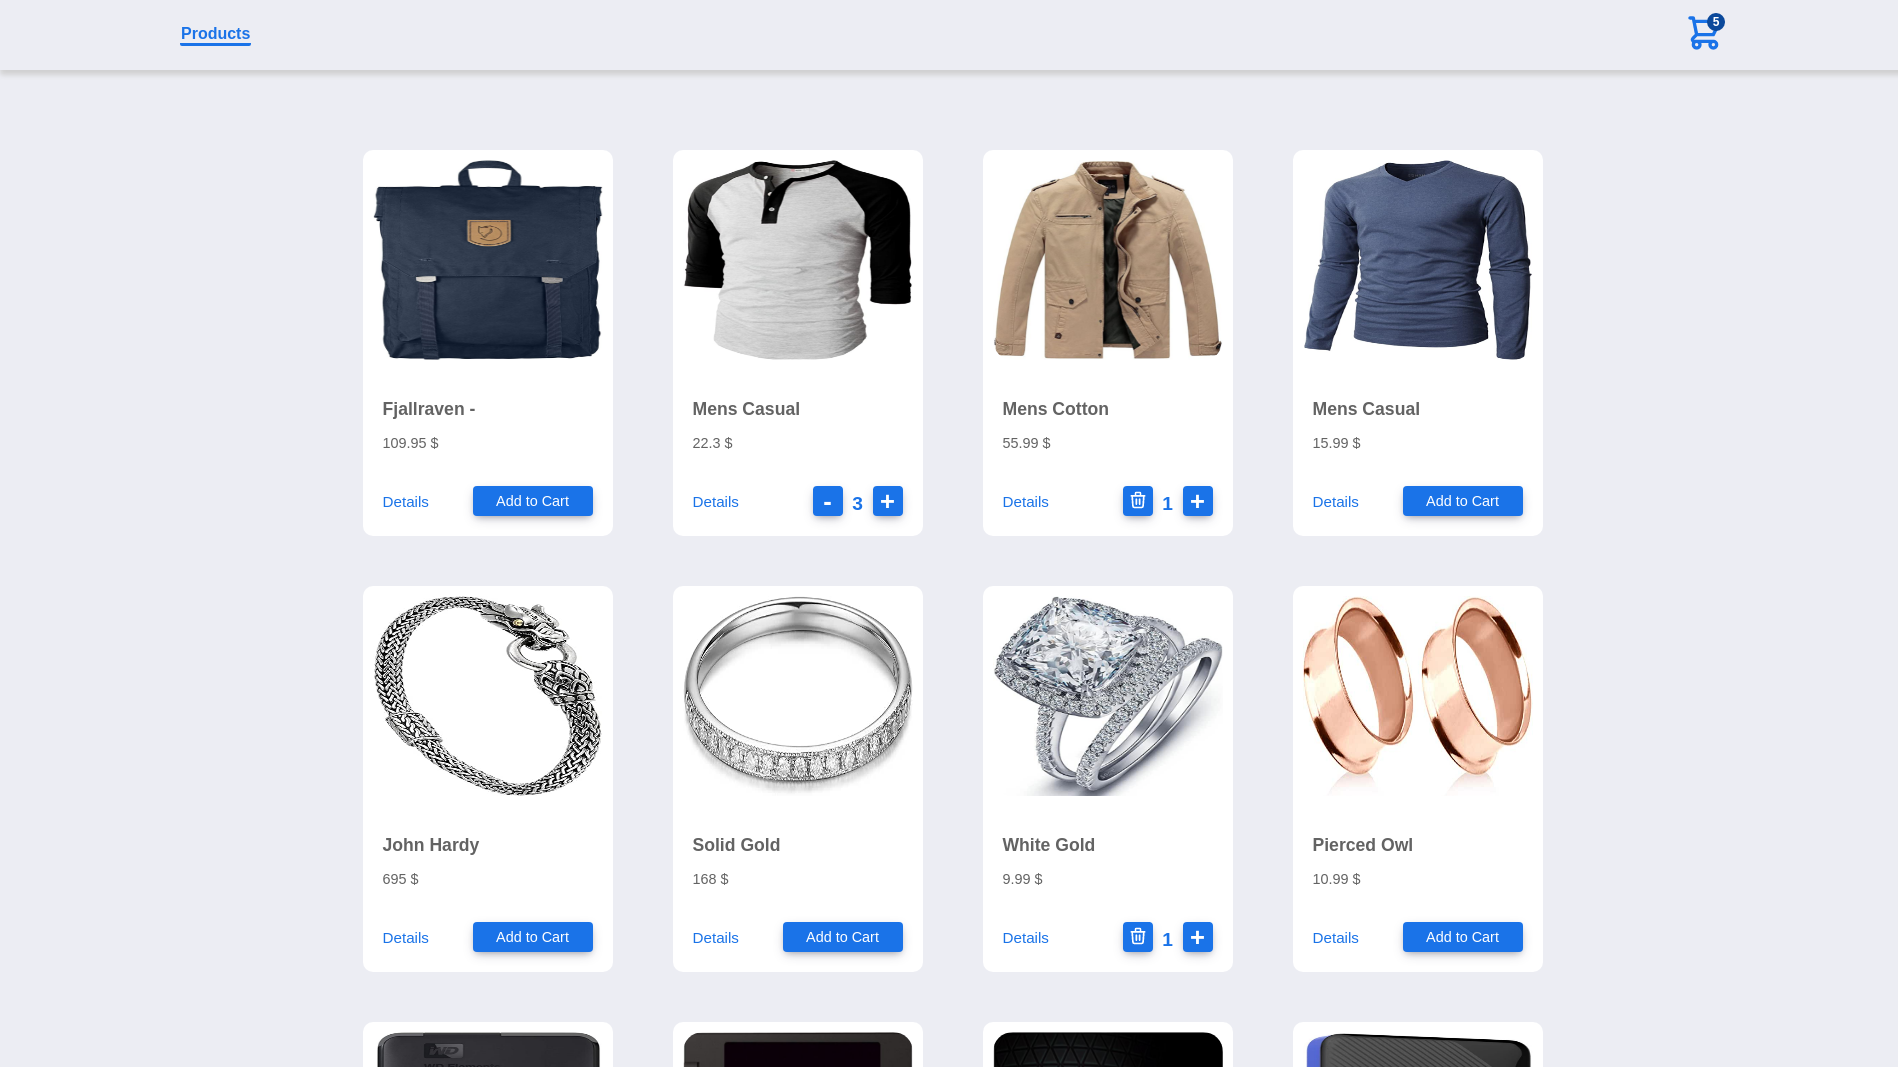 Products
5
Fjallraven -
109.95 $
Details
Add to Cart
Mens Casual
22.3 $
Details
-
3
+
Mens Cotton
55.99 $
Details
1
+
Mens Casual
15.99 $
Details
Add to Cart
John Hardy
695 $
Details
Add to Cart
Solid Gold
168 $
Details
Add to Cart
White Gold
9.99 $
Details
1
+
Pierced Owl
10.99 $
Details
Add to Cart
WD